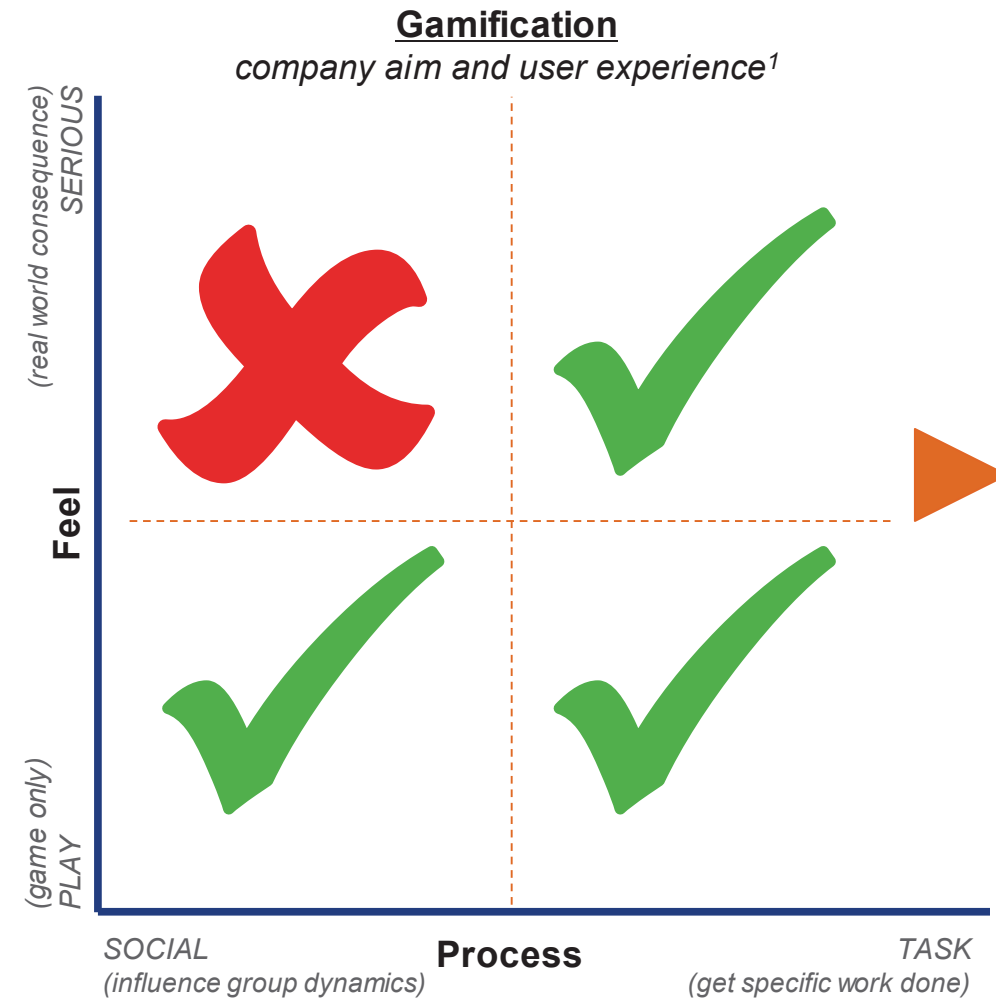 Gamification
company aim and user experience1
(real world consequence)
SERIOUS
Feel
(game only)
PLAY
SOCIAL
(influence group dynamics)
Process
TASK
(get specific work done)